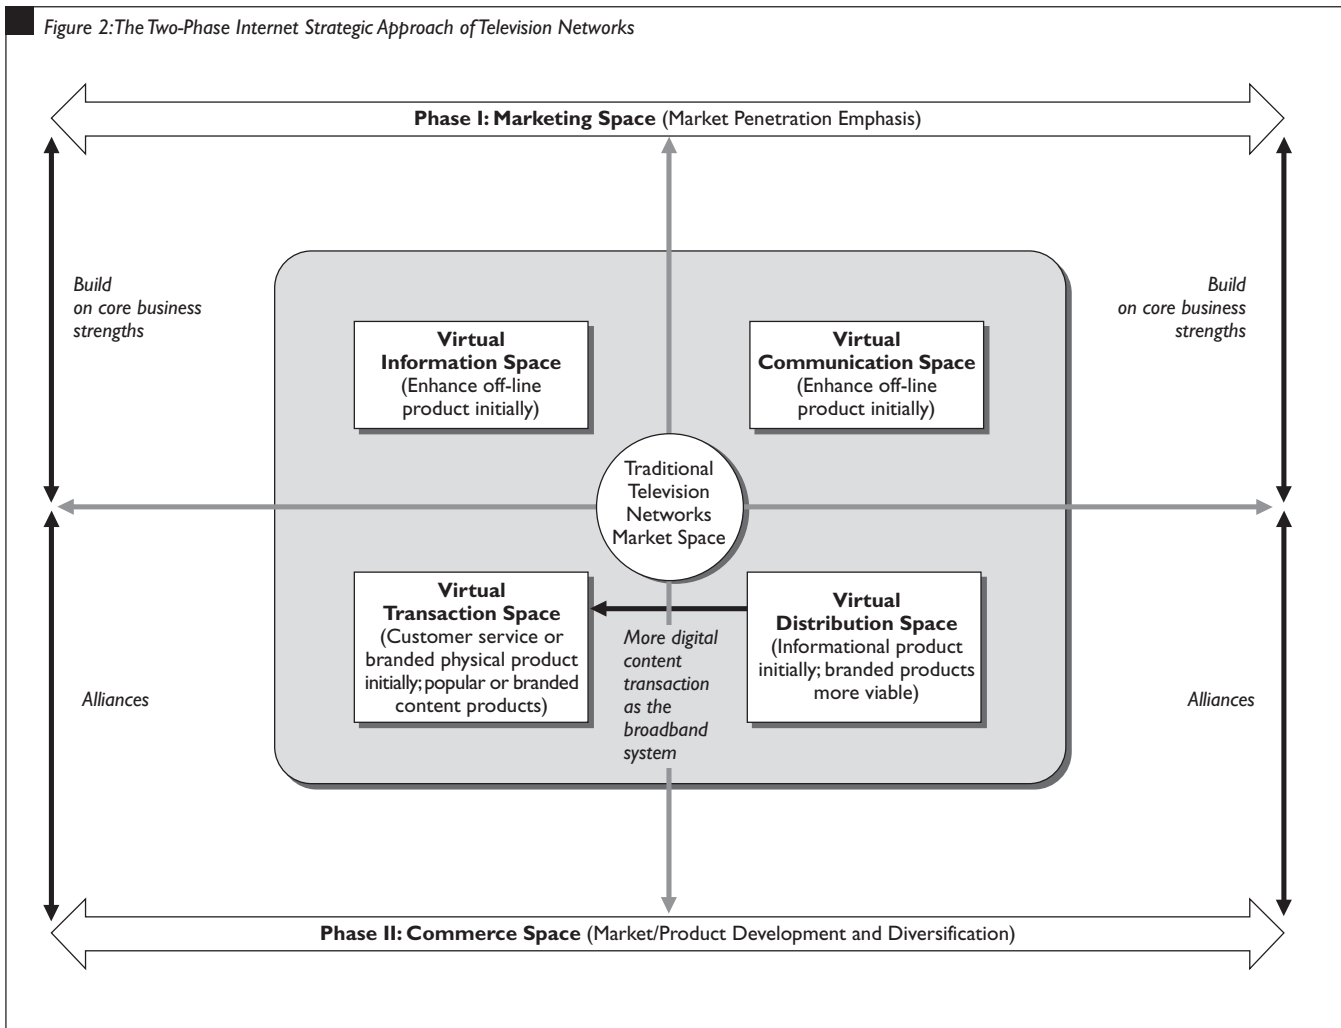 Figure 2: The Two-Phase Internet Strategic Approach of Television Networks
Phase I: Marketing Space (Market Penetration Emphasis)
Build
on core business
strengths
Build
on core business
strengths
Virtual
Information Space
(Enhance off-line
product initially)
Virtual
Communication Space
(Enhance off-line
product initially)
Traditional
Television
Networks
Market Space
Virtual
Transaction Space
(Customer service or
branded physical product
initially; popular or branded
content products)
More digital
content
transaction
as the
broadband
system
Virtual
Distribution Space
(Informational product
initially; branded products
more viable)
Alliances
Alliances
Phase II: Commerce Space (Market/Product Development and Diversification)